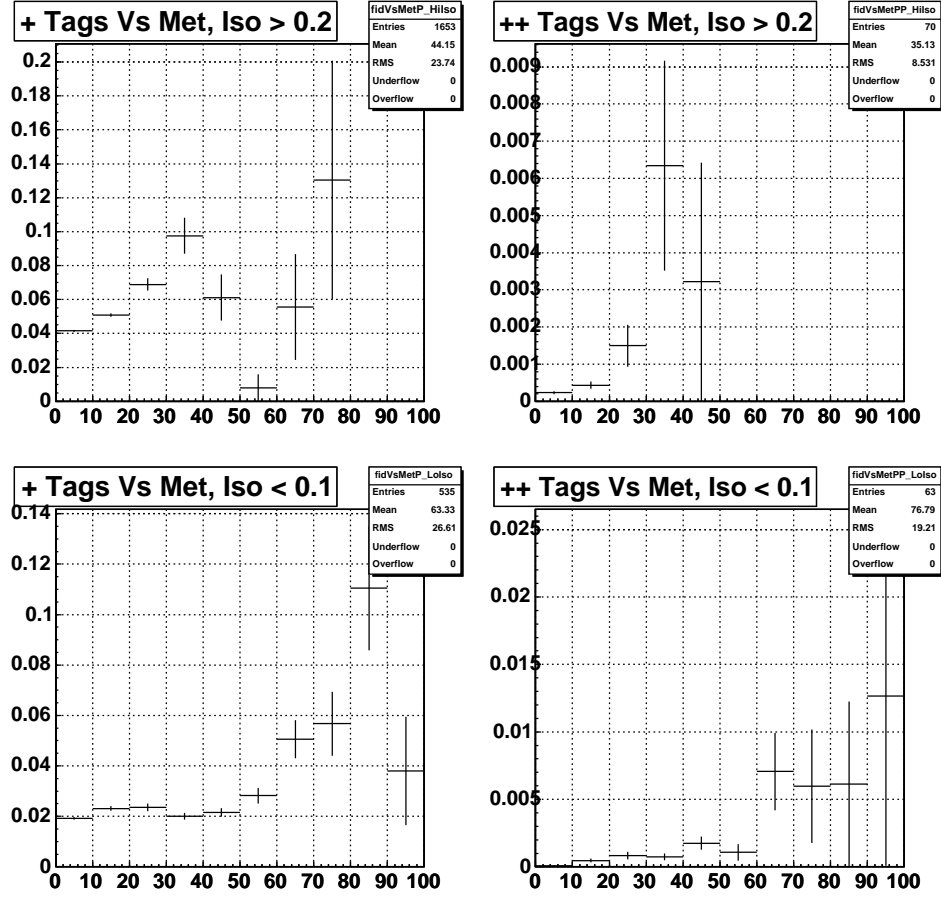 + Tags Vs Met, Iso > 0.2
fidVsMetP_HiIso
Entries 1653
Mean 44.15
RMS 23.74
Underflow 0
Overflow 0
0.2
0.18
0.16
0.14
0.12
0.1
0.08
0.06
0.04
0.02
0
0 10 20 30 40 50 60 70 80 90 100
++ Tags Vs Met, Iso > 0.2
fidVsMetPP_HiIso
Entries 70
Mean 35.13
RMS 8.531
Underflow 0
Overflow 0
0.009
0.008
0.007
0.006
0.005
0.004
0.003
0.002
0.001
0
0 10 20 30 40 50 60 70 80 90 100
+ Tags Vs Met, Iso < 0.1
fidVsMetP_LoIso
Entries 535
Mean 63.33
RMS 26.61
Underflow 0
Overflow 0
0.14
0.12
0.1
0.08
0.06
0.04
0.02
0
0 10 20 30 40 50 60 70 80 90 100
++ Tags Vs Met, Iso < 0.1
fidVsMetPP_LoIso
Entries 63
Mean 76.79
RMS 19.21
Underflow 0
Overflow 0
0.025
0.02
0.015
0.01
0.005
0
0 10 20 30 40 50 60 70 80 90 100